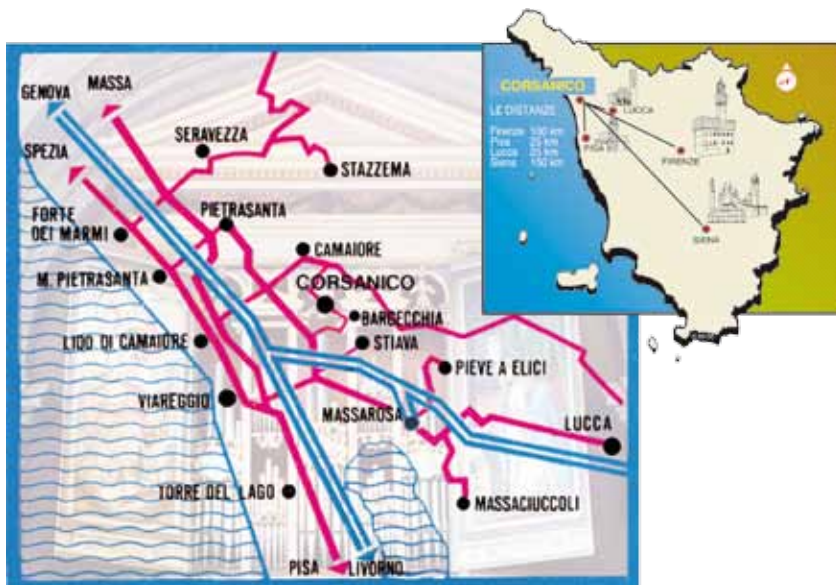 GENOVA
MASSA
SPEZIA
SERAVEZZA
STAZZEMA
FORTE
DEI MARMI
PIETRASANTA
CAMAIORE
M. PIETRASANTA
CORSANICO
BARGECCHIA
LIDO DI CAMAIORE
STIAVA
PIEVE A ELICI
VIAREGGIO
MASSAROSA
LUCCA
TORRE DEL LAGO
MASSACIUCCOLI
PISA
LIVORNO
CORSANICO
LE DISTANZE
Firenze 100 km
Pisa 25 km
Lucca 25 km
Siena 150 km
LUCCA
PISA
FIRENZE
SIENA